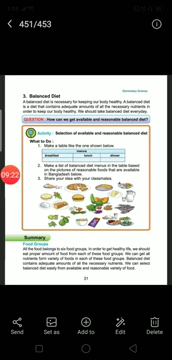 451/453
Elementary Science
3. Balanced Diet
A balanced diet is necessary for keeping our body healthy. A balanced diet
is a diet that contains adequate amounts of all the necessary nutrients in
order to keep our body healthy. We should take balanced diet everyday.
QUESTION : How can we get available and reasonable balanced diet?
Activity : Selection of available and reasonable balanced diet
What to Do :
1. Make a table like the one shown below.
menus
breakfast lunch dinner
2. Make a list of balanced diet menus in the table based
on the pictures of reasonable foods that are available
in Bangladesh below.
3. Share your idea with your classmates.
09:22
Summary
Food Groups
All the food belongs to six food groups. In order to get healthy life, we should
eat proper amount of food from each of these food groups. We can get all
nutrients from variety of foods in each of these food groups. Balanced diet
contains adequate amounts of all the necessary nutrients. We can select
balanced diet easily from available and reasonable variety of food.
21
Send
Set as
Add to
Edit
More